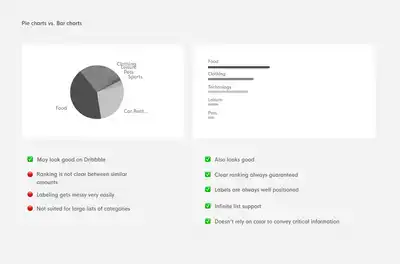 Pie charts vs. Bar charts
Clothing
Leisure
Pets
Sports
Food
Car Rent...
Food
Clothing
Technology
Leisure
Pets
May look good on Dribbble
Ranking is not clear between similar
amounts
Labeling gets messy very easily
Not suited for large lists of categories
Also looks good
Clear ranking always guaranteed
Labels are always well positioned
Infinite list support
Doesn't rely on color to convey critical information